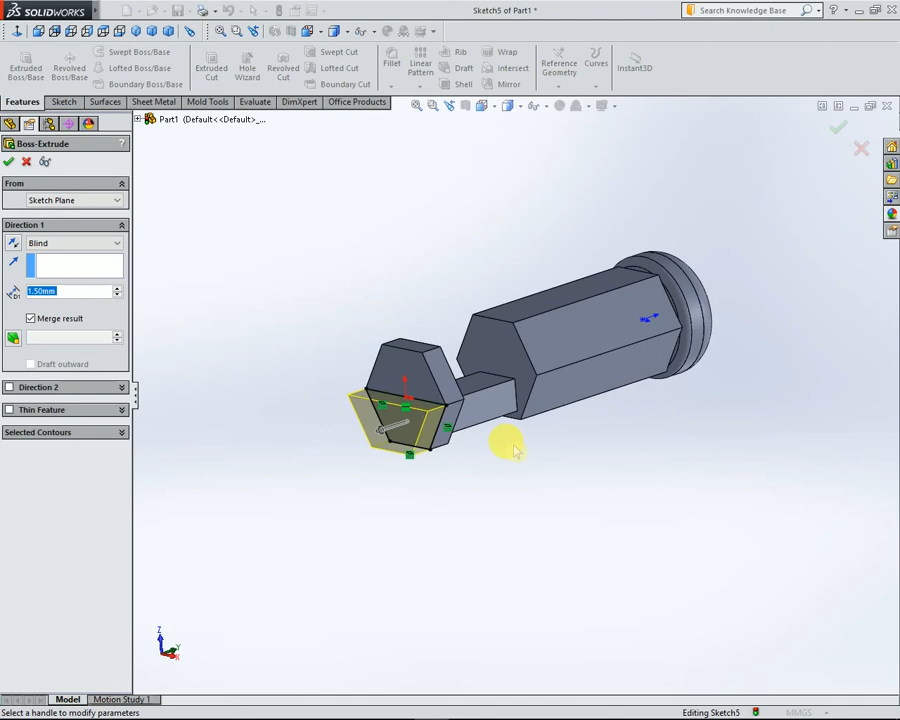 SOLIDWORKS
Sketch5 of Part1 *
Search Knowledge Base
Extruded Boss/Base
Revolved Boss/Base
Swept Boss/Base
Lofted Boss/Base
Boundary Boss/Base
Extruded Cut
Hole Wizard
Revolved Cut
Swept Cut
Lofted Cut
Boundary Cut
Fillet
Linear Pattern
Rib
Draft
Shell
Wrap
Intersect
Mirror
Reference Geometry
Curves
Instant3D
Features
Sketch
Surfaces
Sheet Metal
Mold Tools
Evaluate
DimXpert
Office Products
Part1 (Default<<Default>_...
Boss-Extrude
?
From
Sketch Plane
Direction 1
Blind
D1
1.50mm
Merge result
Draft outward
Direction 2
Thin Feature
Selected Contours
Z
Y
X
Model
Motion Study 1
Select a handle to modify parameters
Editing Sketch5
MMGS